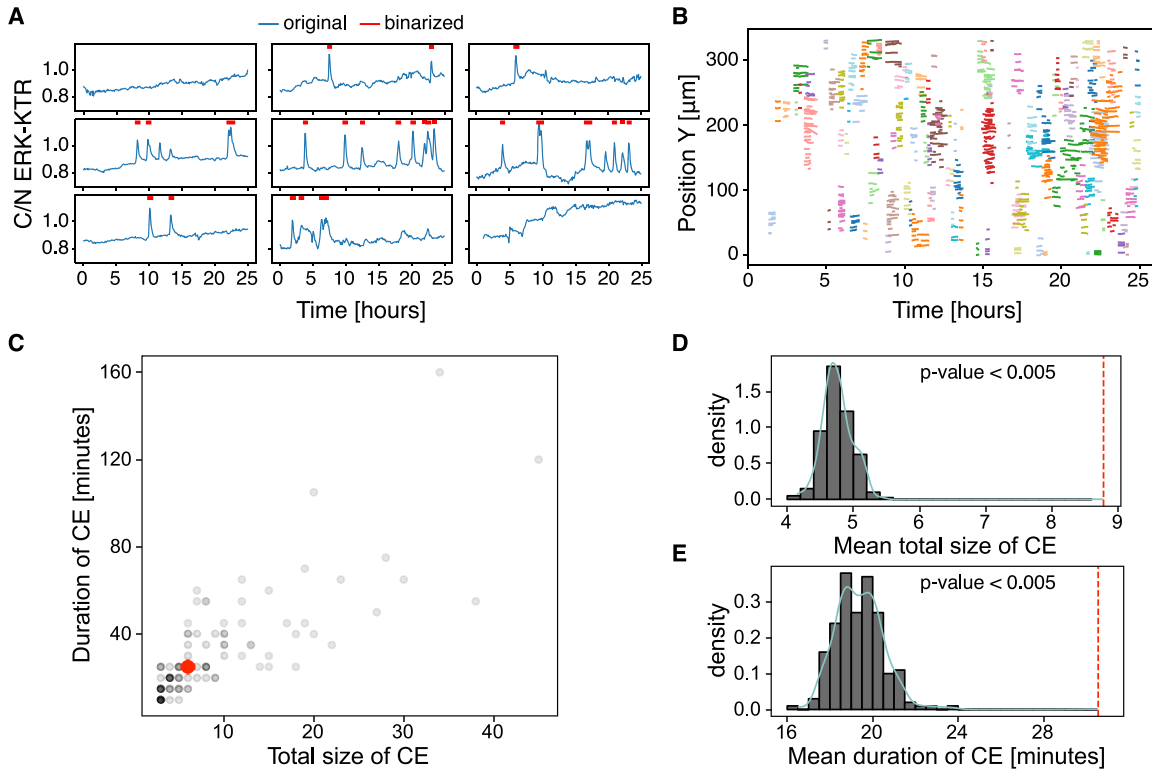 A
original binarized
C/N ERK-KTR
1.0
0.8
1.0
0.8
1.0
0.8
0 5 10 15 20 25 0 5 10 15 20 25 0 5 10 15 20 25
Time [hours]
B
Position Y [µm]
300
200
100
0
0 5 10 15 20 25
Time [hours]
C
Duration of CE [minutes]
160
120
80
40
10 20 30 40
Total size of CE
D
p-value < 0.005
density
1.5
1.0
0.5
0.0
4 5 6 7 8 9
Mean total size of CE
E
p-value < 0.005
density
0.3
0.2
0.1
0.0
16 20 24 28
Mean duration of CE [minutes]